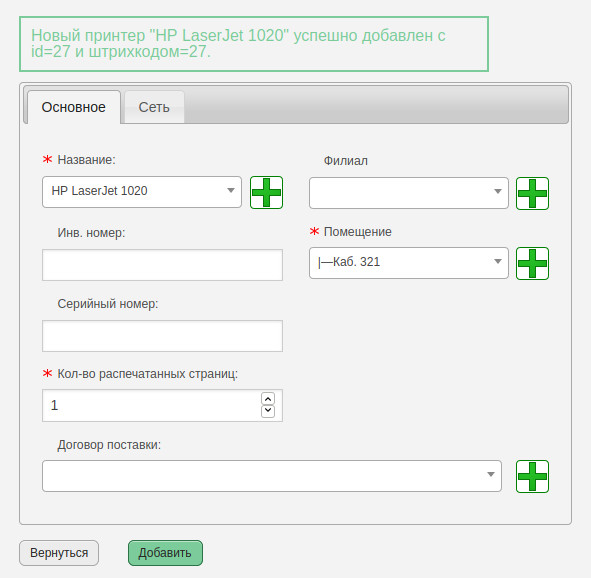 Новый принтер "HP LaserJet 1020" успешно добавлен с
id=27 и штрихкодом=27.
Основное
Сеть
* Название:
HP LaserJet 1020
Филиал
Инв. номер:
* Помещение
|—Каб. 321
Серийный номер:
* Кол-во распечатанных страниц:
1
Договор поставки:
Вернуться
Добавить